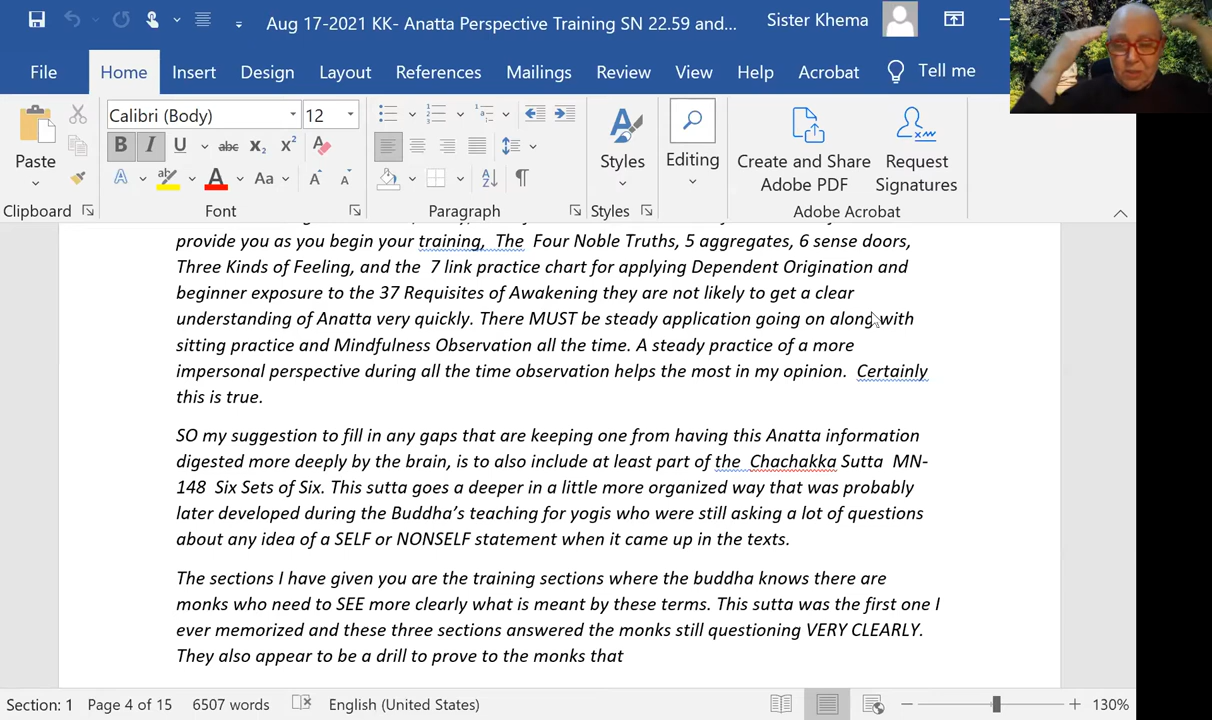 Aug 17-2021 KK- Anatta Perspective Training SN 22.59 and...
Sister Khema
File Home Insert Design Layout References Mailings Review View Help Acrobat Tell me
Calibri (Body) 12
Paste
Styles
Editing
Create and Share Adobe PDF
Request Signatures
Clipboard Font Paragraph Styles Adobe Acrobat
provide you as you begin your training,  The  Four Noble Truths, 5 aggregates, 6 sense doors,
Three Kinds of Feeling, and the  7 link practice chart for applying Dependent Origination and
beginner exposure to the 37 Requisites of Awakening they are not likely to get a clear
understanding of Anatta very quickly. There MUST be steady application going on along with
sitting practice and Mindfulness Observation all the time. A steady practice of a more
impersonal perspective during all the time observation helps the most in my opinion.  Certainly
this is true.
SO my suggestion to fill in any gaps that are keeping one from having this Anatta information
digested more deeply by the brain, is to also include at least part of the  Chachakka Sutta  MN-
148  Six Sets of Six. This sutta goes a deeper in a little more organized way that was probably
later developed during the Buddha's teaching for yogis who were still asking a lot of questions
about any idea of a SELF or NONSELF statement when it came up in the texts.
The sections I have given you are the training sections where the buddha knows there are
monks who need to SEE more clearly what is meant by these terms. This sutta was the first one I
ever memorized and these three sections answered the monks still questioning VERY CLEARLY.
They also appear to be a drill to prove to the monks that
Section: 1 Page 4 of 15 6507 words English (United States) 130%